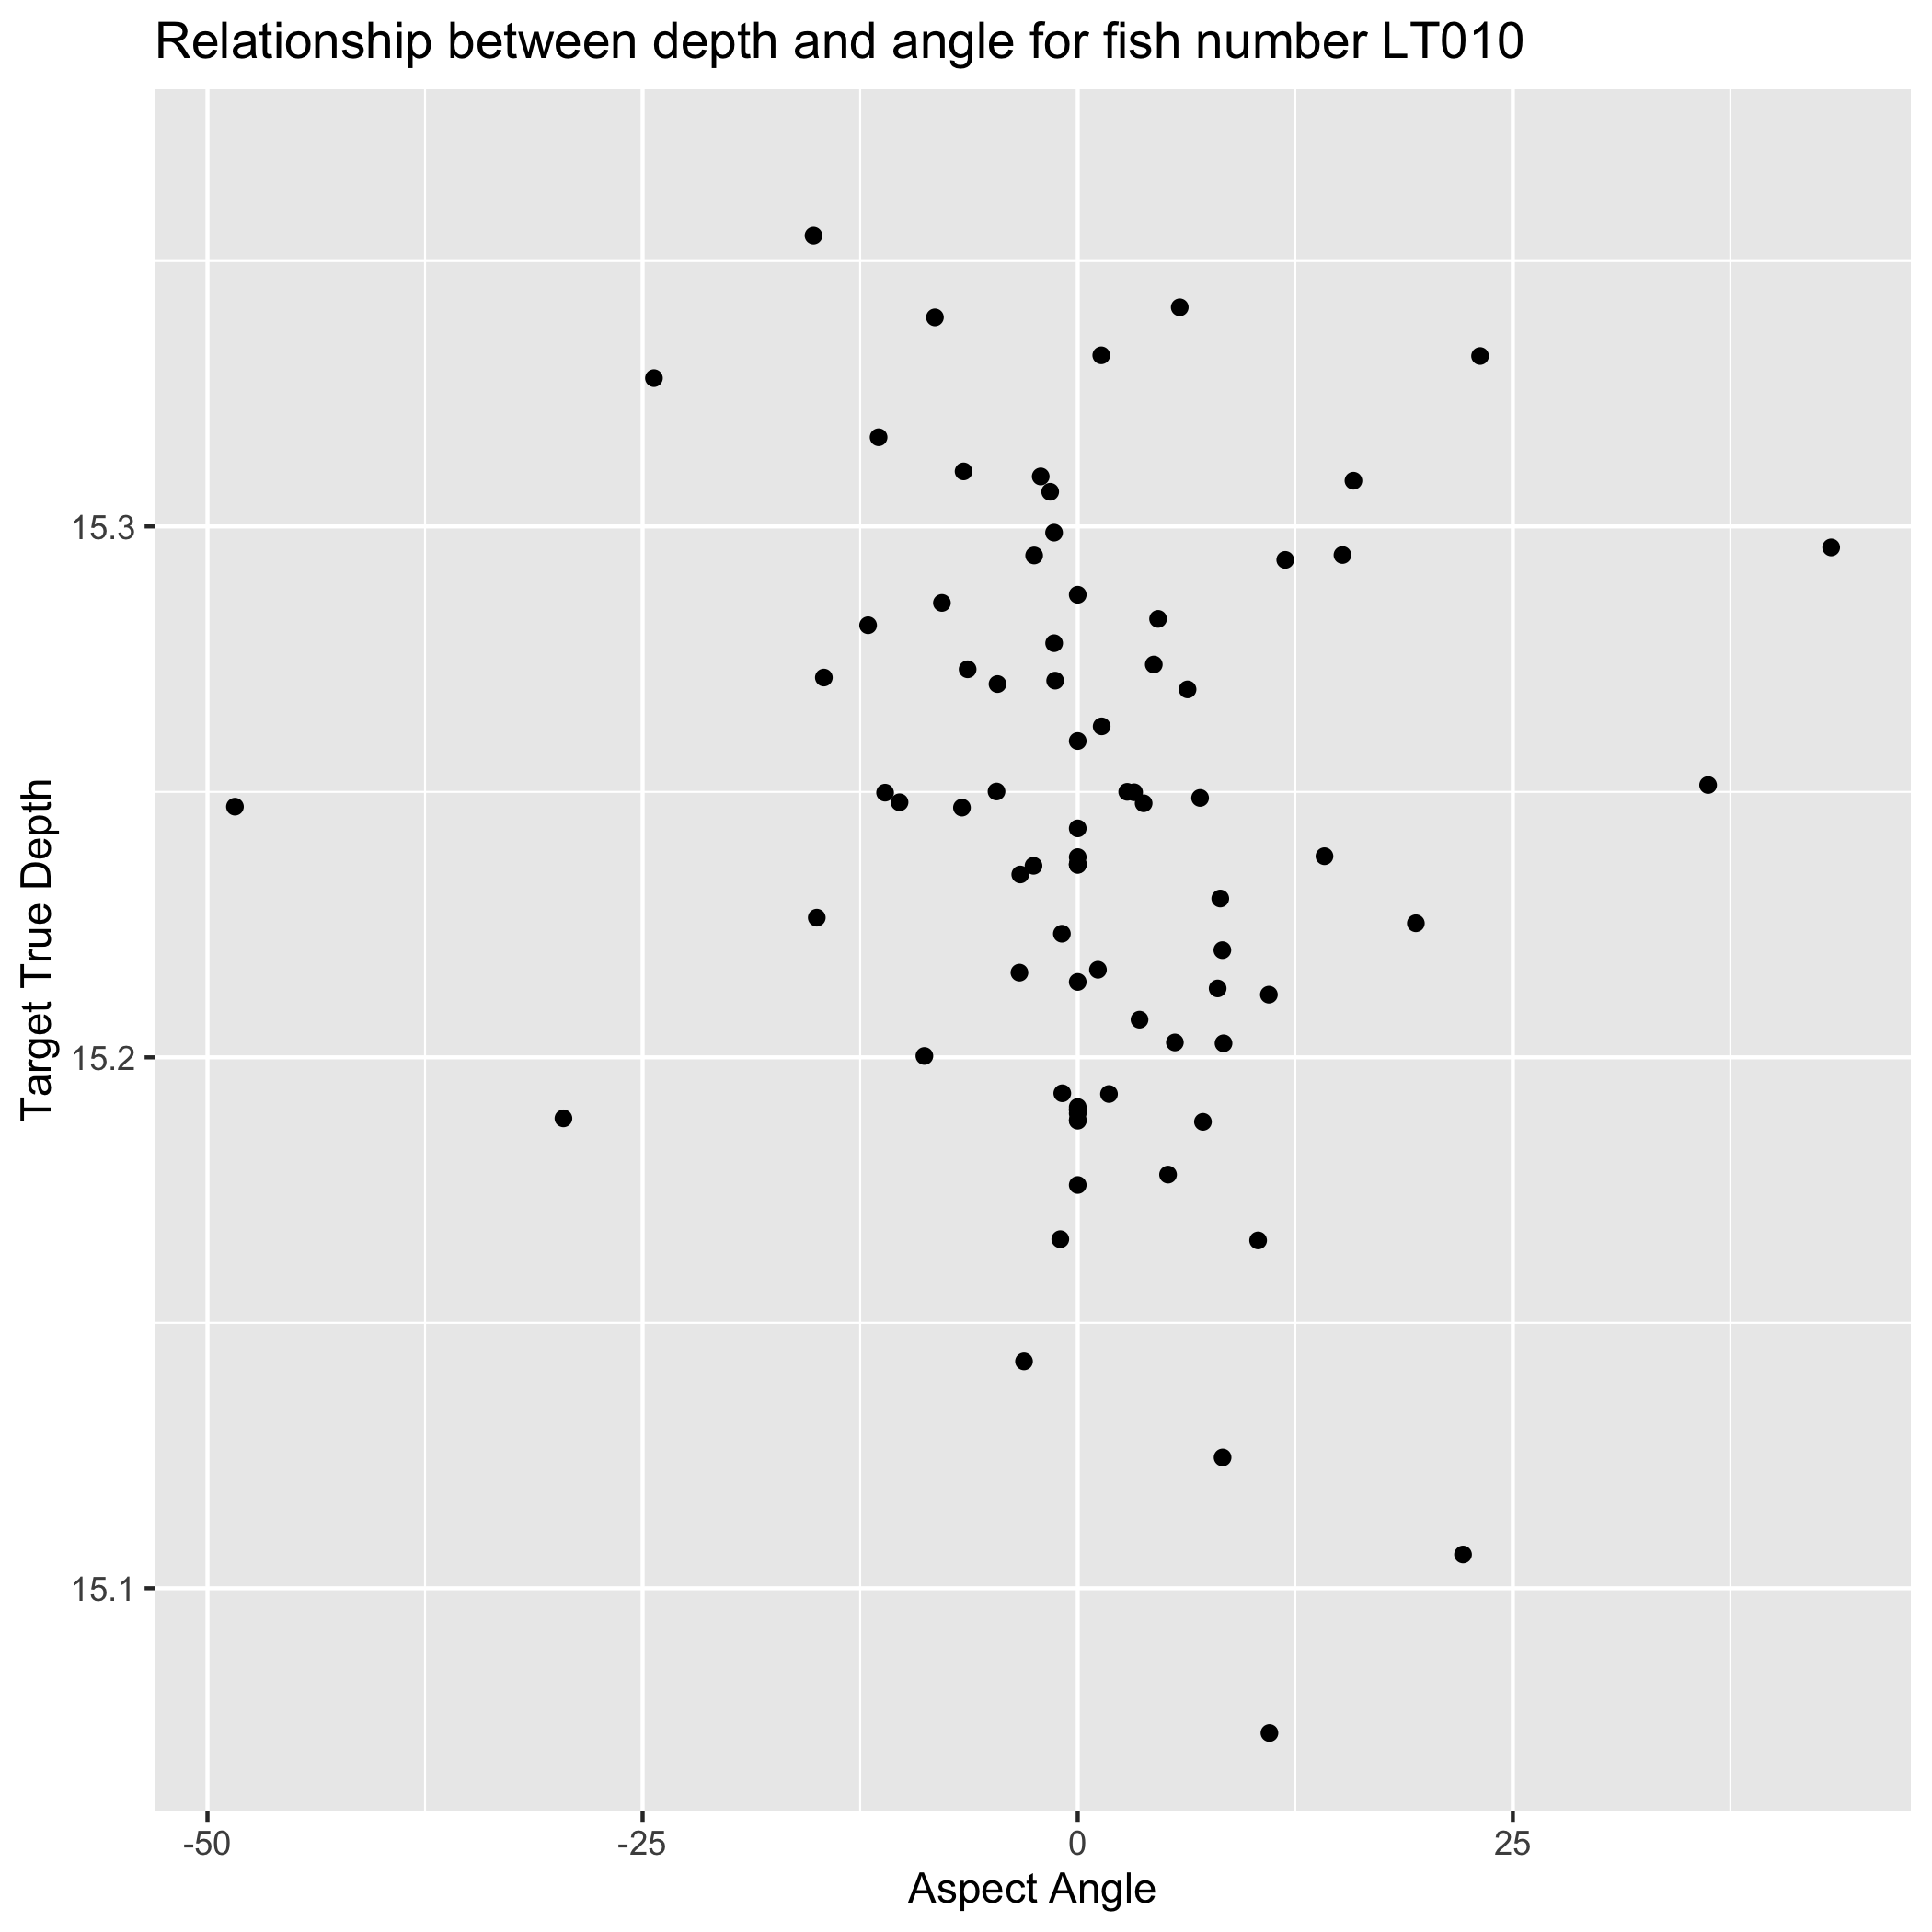 Relationship between depth and angle for fish number LT010
Target True Depth
15.3
15.2
15.1
-50
-25
0
25
Aspect Angle